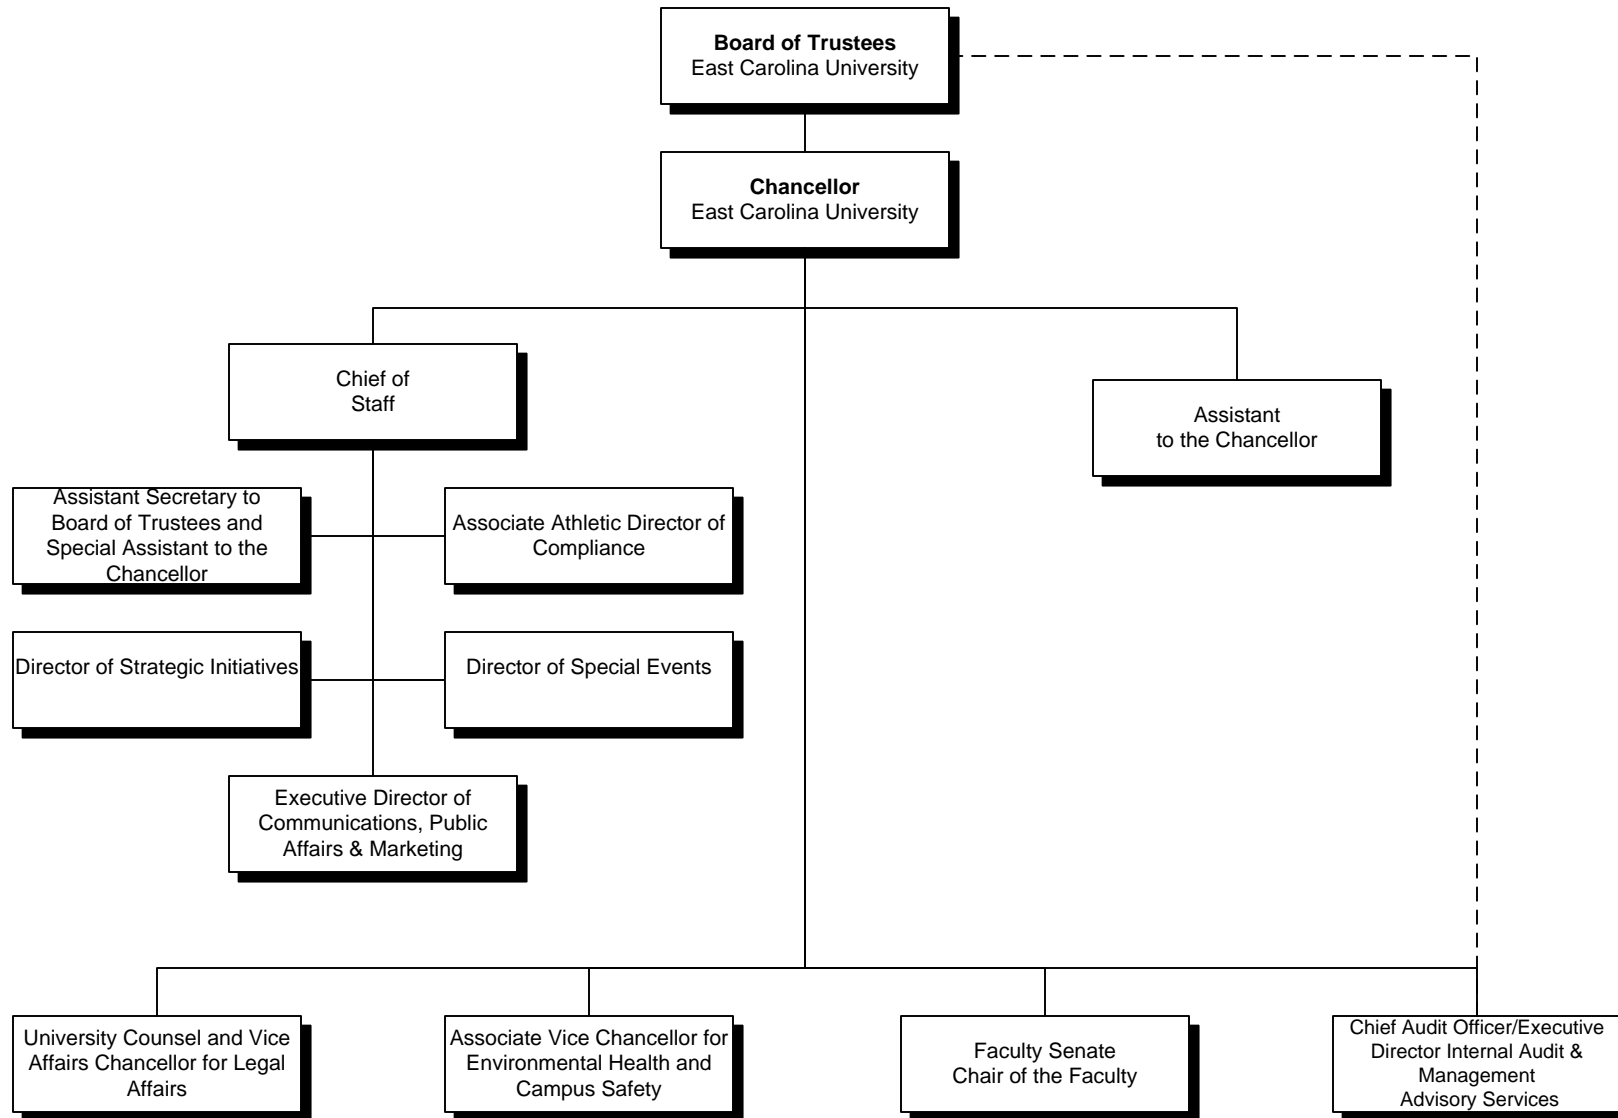 Board of Trustees
East Carolina University
Chancellor
East Carolina University
Chief of
Staff
Assistant
to the Chancellor
Assistant Secretary to
Board of Trustees and
Special Assistant to the
Chancellor
Associate Athletic Director of
Compliance
Director of Strategic Initiatives
Director of Special Events
Executive Director of
Communications, Public
Affairs & Marketing
University Counsel and Vice
Affairs Chancellor for Legal
Affairs
Associate Vice Chancellor for
Environmental Health and
Campus Safety
Faculty Senate
Chair of the Faculty
Chief Audit Officer/Executive
Director Internal Audit &
Management
Advisory Services